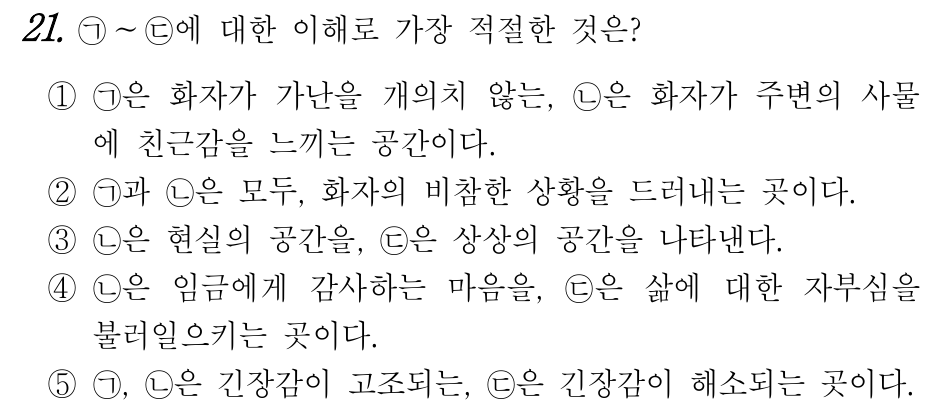 21. ㉠～㉢에 대한 이해로 가장 적절한 것은?
① ㉠은 화자가 가난을 개의치 않는, ㉡은 화자가 주변의 사물
에 친근감을 느끼는 공간이다.
② ㉠과 ㉡은 모두, 화자의 비참한 상황을 드러내는 곳이다.
③ ㉡은 현실의 공간을, ㉢은 상상의 공간을 나타낸다.
④ ㉡은 임금에게 감사하는 마음을, ㉢은 삶에 대한 자부심을
불러일으키는 곳이다.
⑤ ㉠, ㉡은 긴장감이 고조되는, ㉢은 긴장감이 해소되는 곳이다.